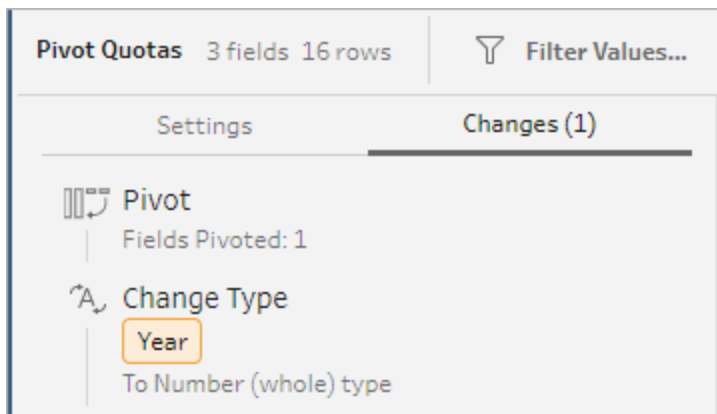 Pivot Quotas 3 fields 16 rows Filter Values...
Settings Changes (1)
Pivot
Fields Pivoted: 1
Change Type
Year
To Number (whole) type